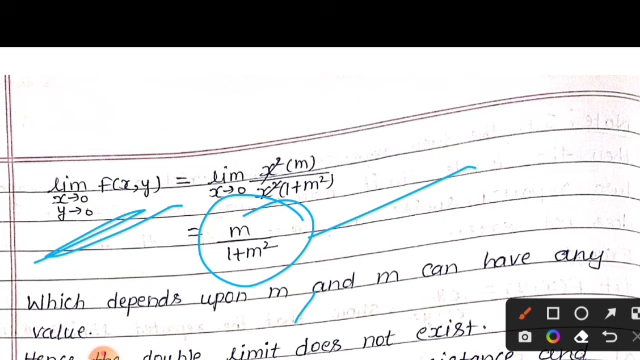 lim f(x,y) = lim x²(m)
x→0 x→0 x²(1+m²)
y→0
= m
1+m²
Which depends upon m and m can have any
value.
Hence the double limit does not exist.
and